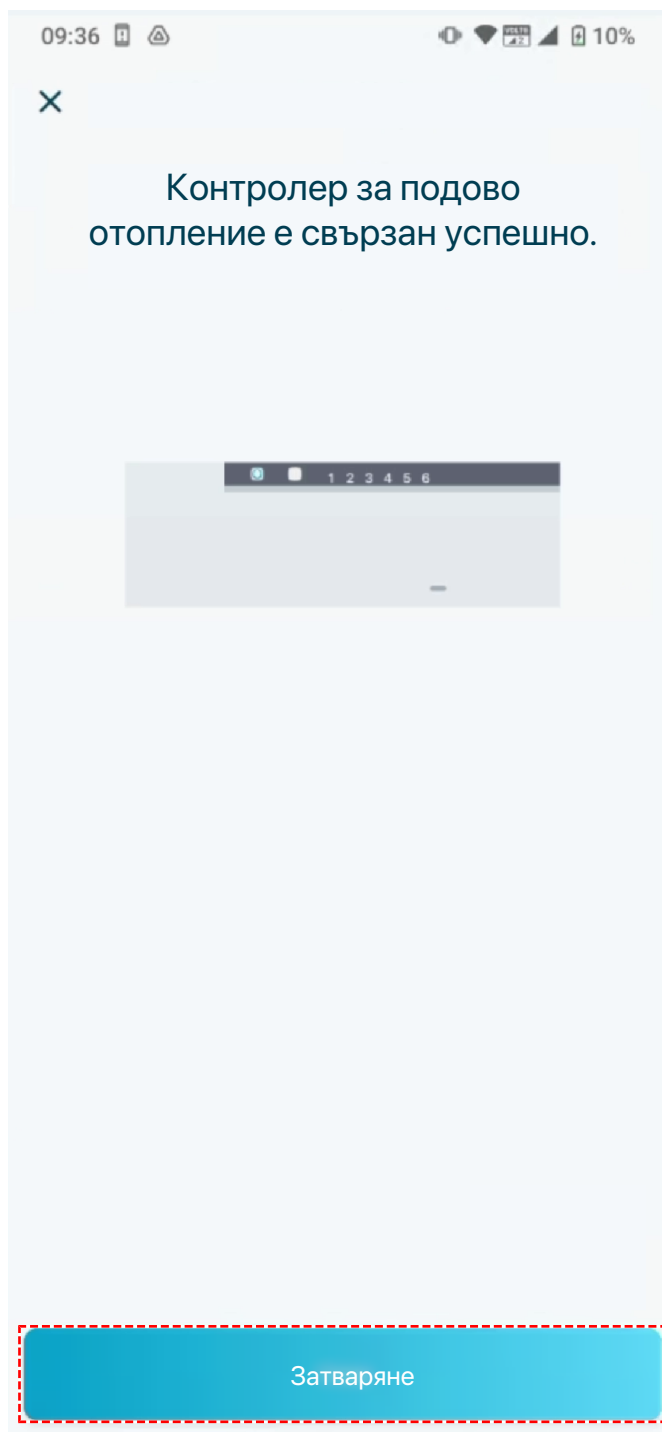 09:36
10%
Контролер за подово
отопление е свързан успешно.
1 2 3 4 5 6
Затваряне